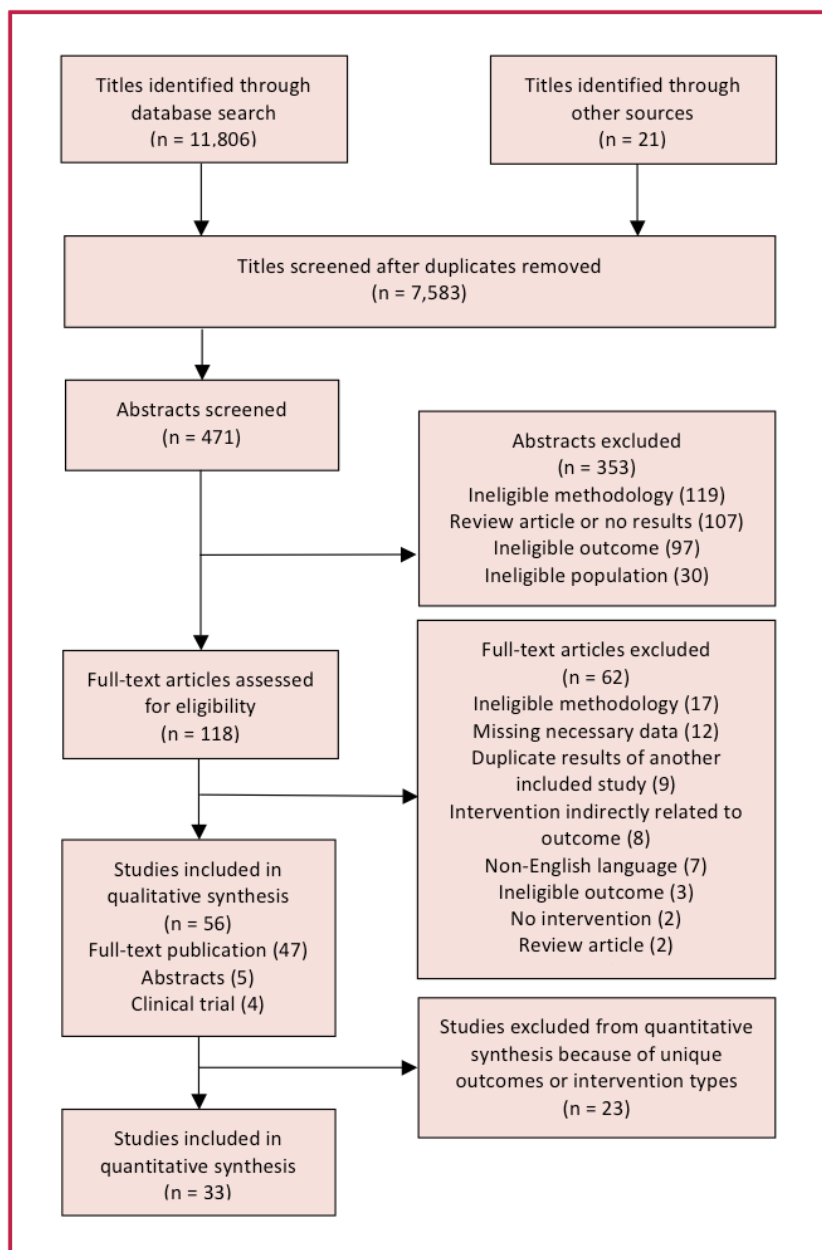 Titles identified through
database search
(n = 11,806)
Titles identified through
other sources
(n = 21)
Titles screened after duplicates removed
(n = 7,583)
Abstracts screened
(n = 471)
Abstracts excluded
(n = 353)
Ineligible methodology (119)
Review article or no results (107)
Ineligible outcome (97)
Ineligible population (30)
Full-text articles assessed
for eligibility
(n = 118)
Full-text articles excluded
(n = 62)
Ineligible methodology (17)
Missing necessary data (12)
Duplicate results of another
included study (9)
Intervention indirectly related to
outcome (8)
Non-English language (7)
Ineligible outcome (3)
No intervention (2)
Review article (2)
Studies included in
qualitative synthesis
(n = 56)
Full-text publication (47)
Abstracts (5)
Clinical trial (4)
Studies excluded from quantitative
synthesis because of unique
outcomes or intervention types
(n = 23)
Studies included in
quantitative synthesis
(n = 33)